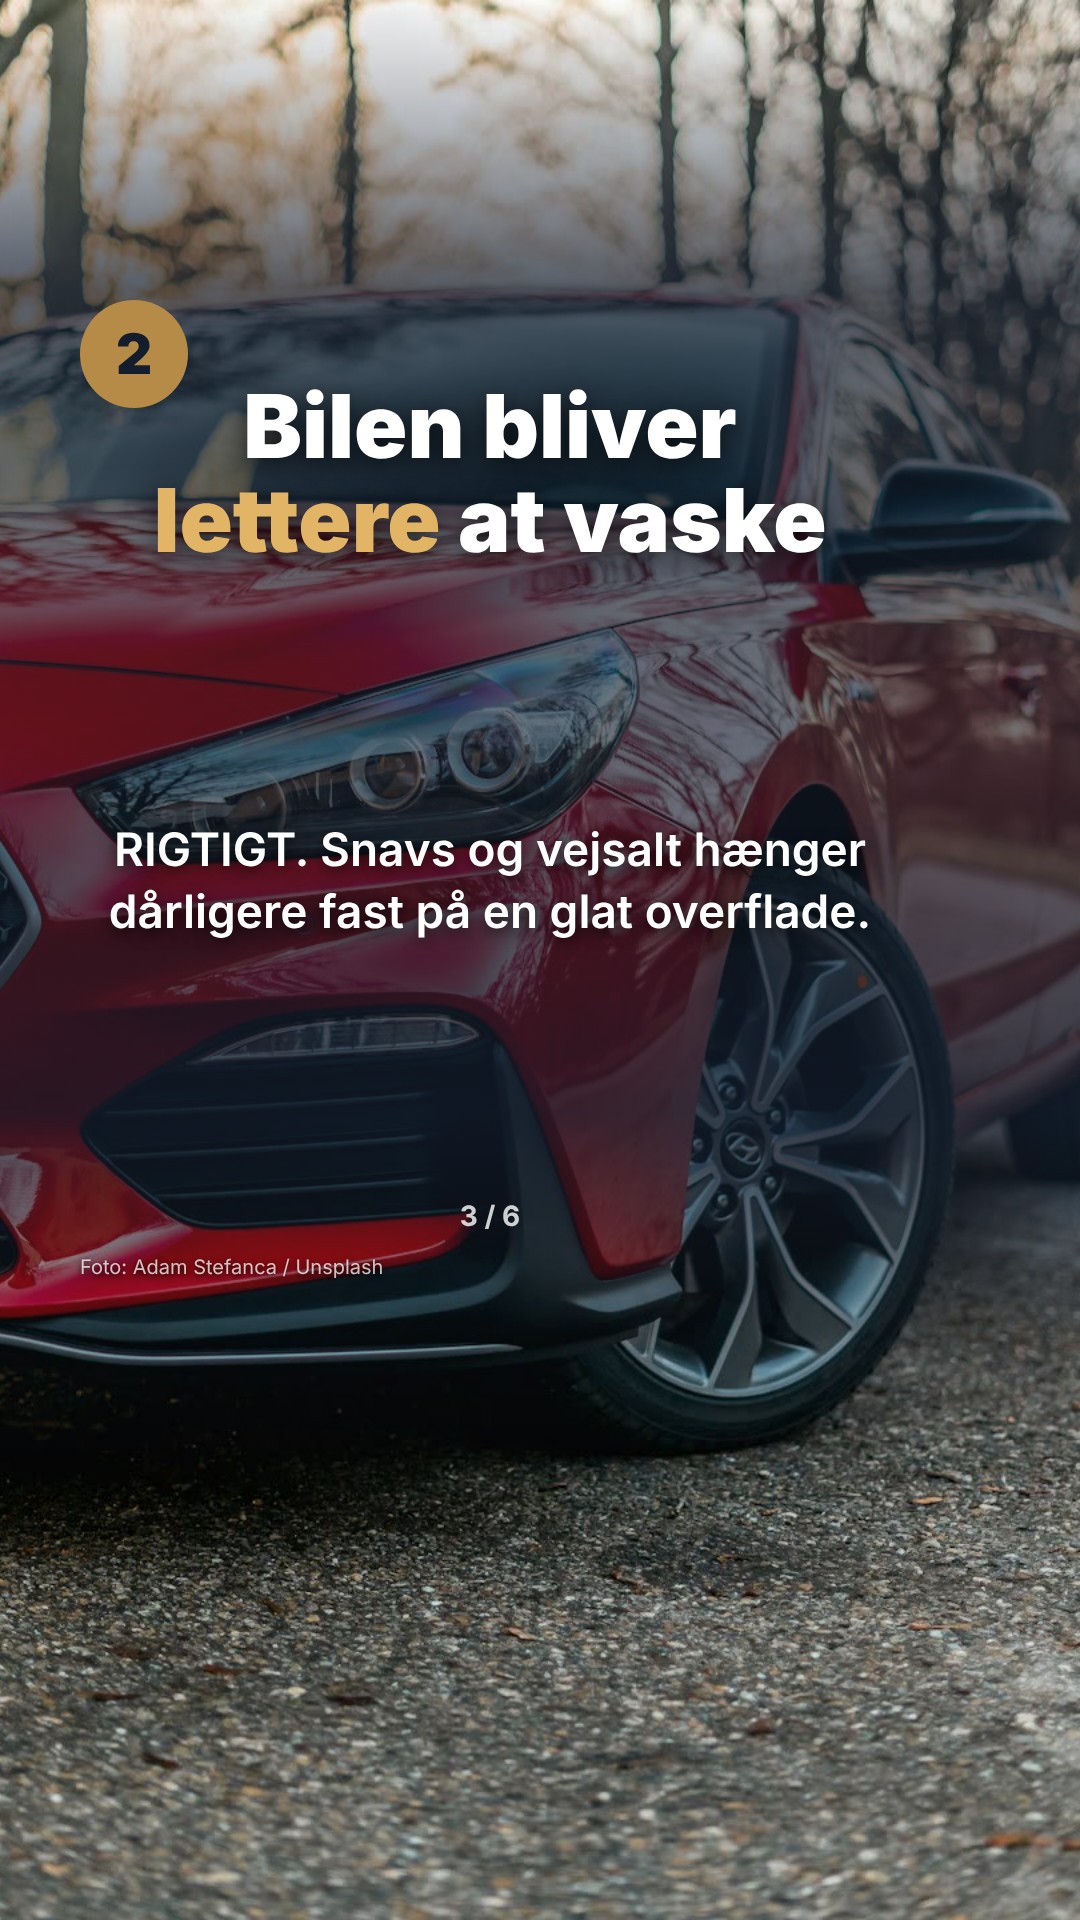 2
Bilen bliver
lettere at vaske
RIGTIGT. Snavs og vejsalt hænger
dårligere fast på en glat overflade.
3 / 6
Foto: Adam Stefanca / Unsplash